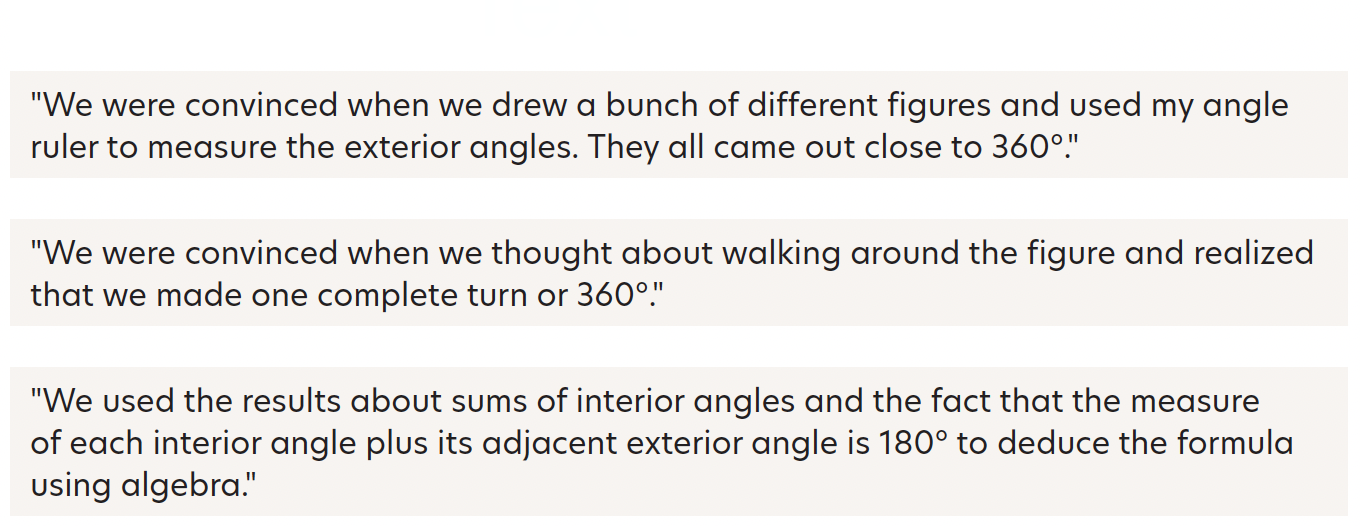 "We were convinced when we drew a bunch of different figures and used my angle
ruler to measure the exterior angles. They all came out close to 360°."
"We were convinced when we thought about walking around the figure and realized
that we made one complete turn or 360°."
"We used the results about sums of interior angles and the fact that the measure
of each interior angle plus its adjacent exterior angle is 180° to deduce the formula
using algebra."